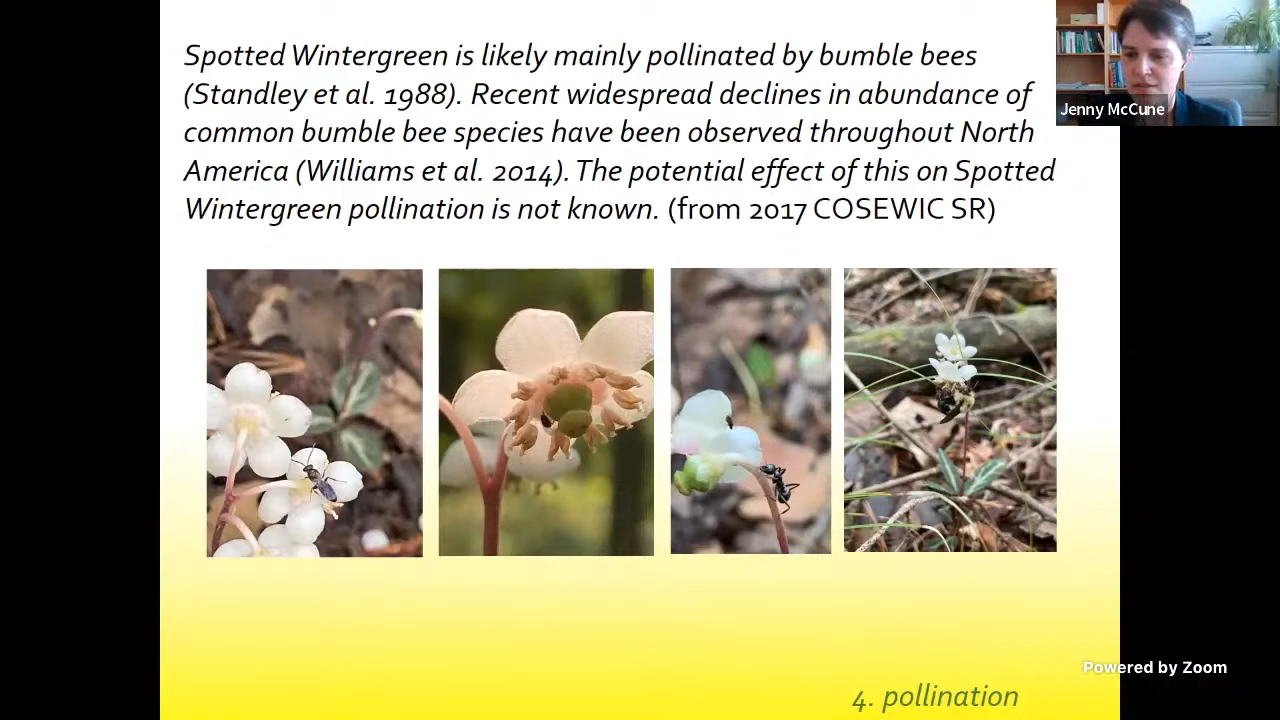 Spotted Wintergreen is likely mainly pollinated by bumble bees
(Standley et al. 1988). Recent widespread declines in abundance of
common bumble bee species have been observed throughout North
America (Williams et al. 2014). The potential effect of this on Spotted
Wintergreen pollination is not known. (from 2017 COSEWIC SR)
Jenny McCune
Powered by Zoom
4. pollination